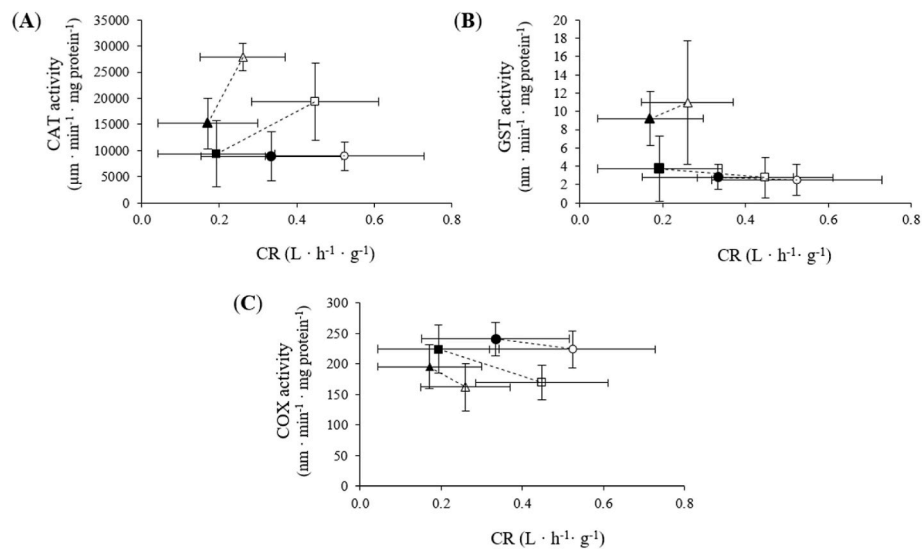 (A)
CAT activity
(µm · min⁻¹ · mg protein⁻¹)
35000
30000
25000
20000
15000
10000
5000
0
0.0 0.2 0.4 0.6 0.8
CR (L · h⁻¹ · g⁻¹)
(B)
GST activity
(nm · min⁻¹ · mg protein⁻¹)
20
18
16
14
12
10
8
6
4
2
0
0.0 0.2 0.4 0.6 0.8
CR (L · h⁻¹· g⁻¹)
(C)
COX activity
(nm · min⁻¹ · mg protein⁻¹)
300
250
200
150
100
50
0
0.0 0.2 0.4 0.6 0.8
CR (L · h⁻¹· g⁻¹)